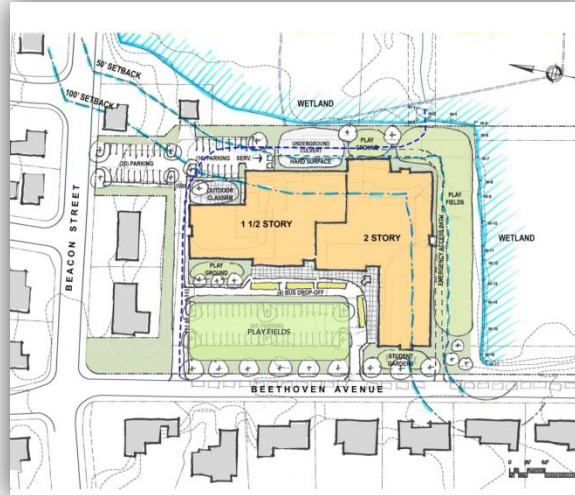 50' SETBACK
100' SETBACK
WETLAND
(20) PARKING
PARKING
SERV.
UNDERGROUND
HARD SURFACE
PLAY
GROUND
OUTDOOR
CLASSRM
PLAY FIELDS
1 1/2 STORY
2 STORY
EMERGENCY ACCESS PATH
WETLAND
BEACON STREET
PLAY
GROUND
BUS DROP-OFF
PLAY FIELDS
STUDENT
GARDENS
BEETHOVEN AVENUE